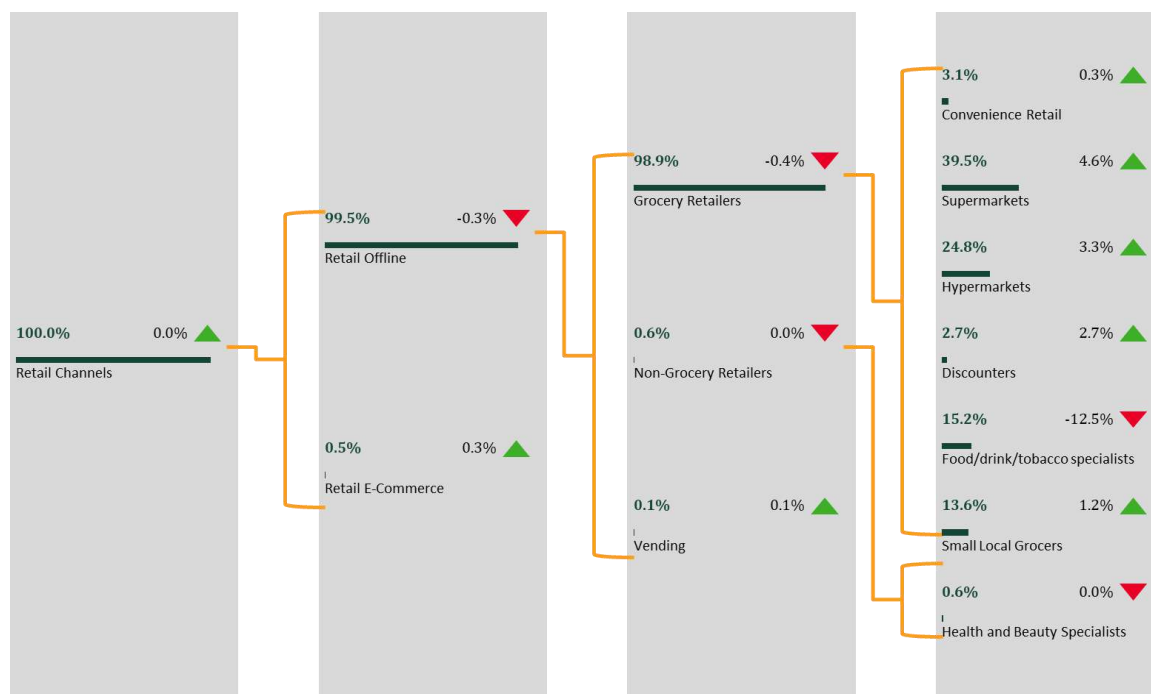 100.0% 0.0%
Retail Channels
99.5% -0.3%
Retail Offline
0.5% 0.3%
Retail E-Commerce
98.9% -0.4%
Grocery Retailers
0.6% 0.0%
Non-Grocery Retailers
0.1% 0.1%
Vending
3.1% 0.3%
Convenience Retail
39.5% 4.6%
Supermarkets
24.8% 3.3%
Hypermarkets
2.7% 2.7%
Discounters
15.2% -12.5%
Food/drink/tobacco specialists
13.6% 1.2%
Small Local Grocers
0.6% 0.0%
Health and Beauty Specialists